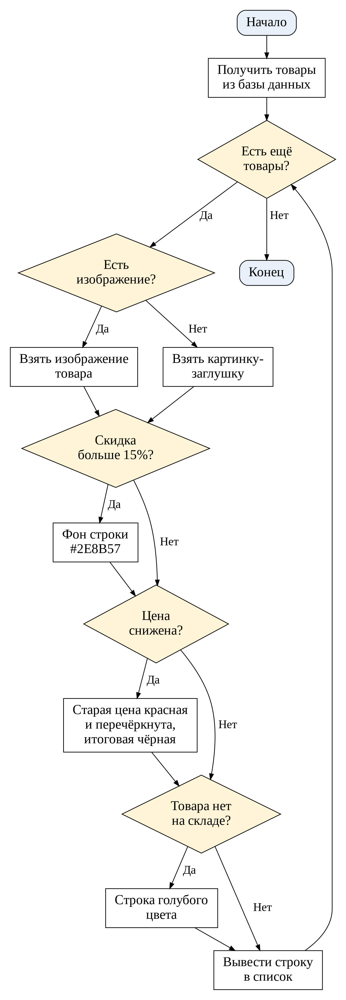 Начало
Получить товары
из базы данных
Есть ещё
товары?
Да
Нет
Есть
изображение?
Конец
Да
Нет
Взять изображение
товара
Взять картинку-
заглушку
Скидка
больше 15%?
Да
Фон строки
#2E8B57
Нет
Цена
снижена?
Да
Старая цена красная
и перечёркнута,
итоговая чёрная
Нет
Товара нет
на складе?
Да
Строка голубого
цвета
Нет
Вывести строку
в список